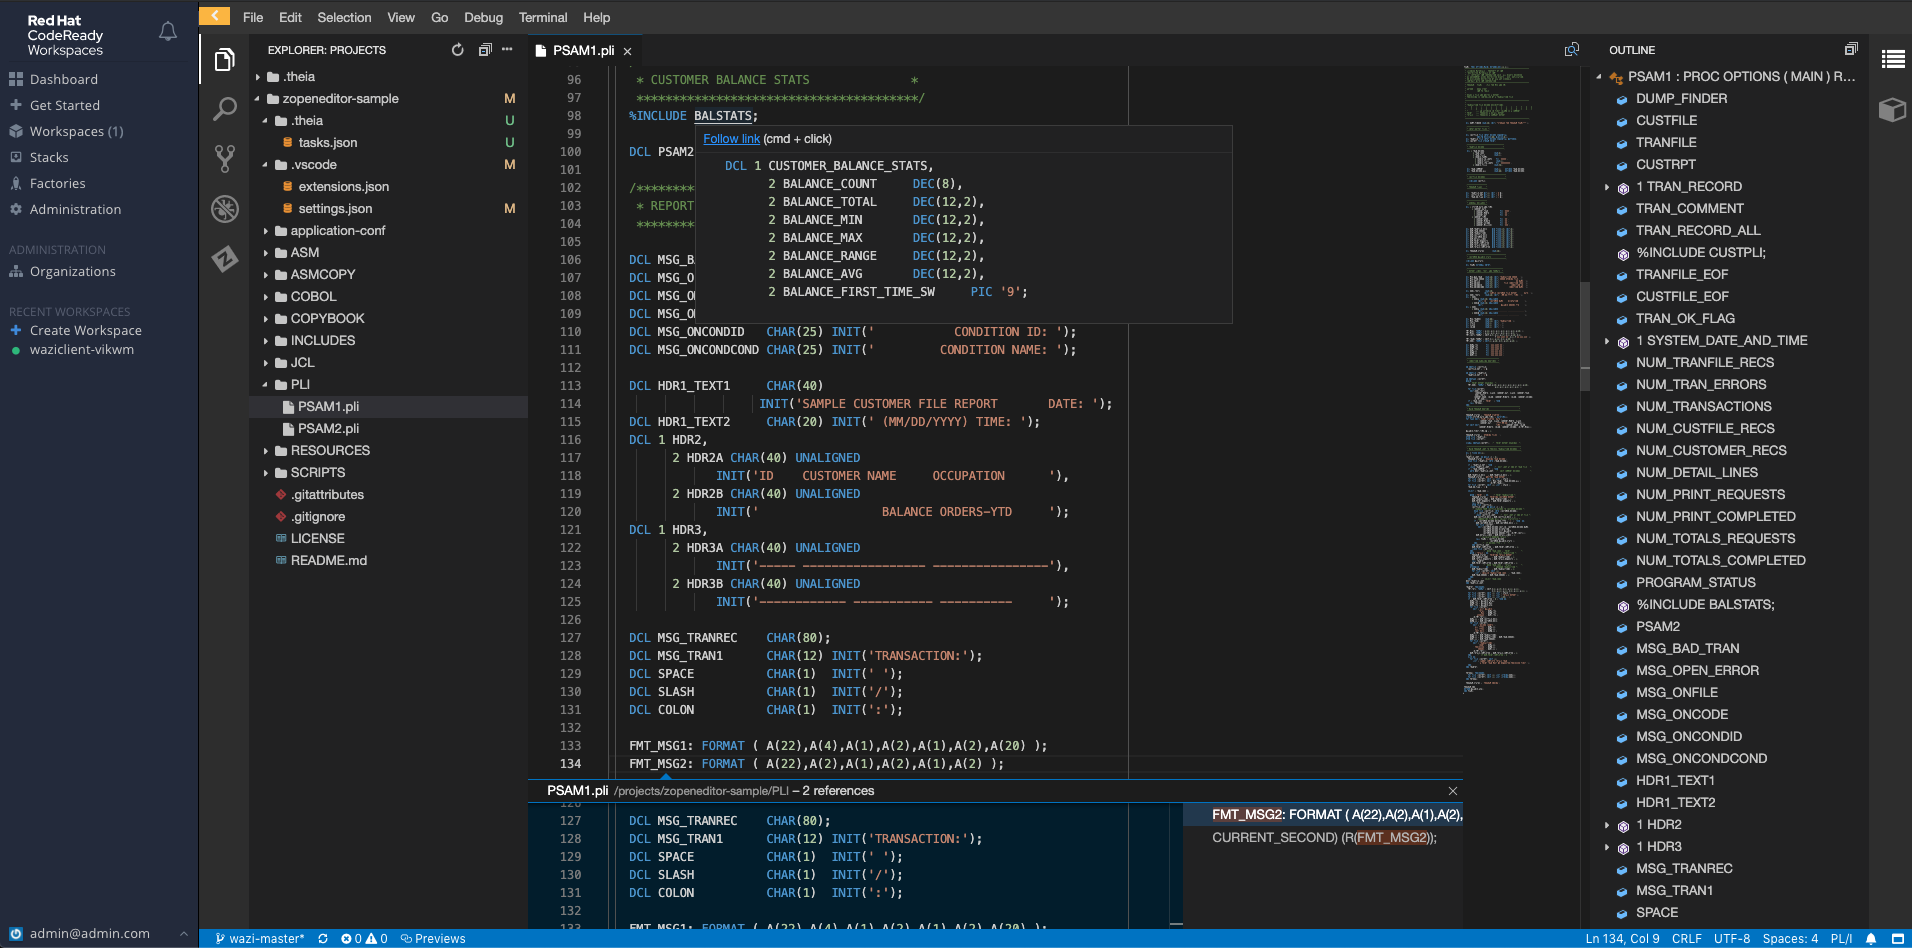 Red Hat
CodeReady
Workspaces
Dashboard
Get Started
Workspaces (1)
Stacks
Factories
Administration
ADMINISTRATION
Organizations
RECENT WORKSPACES
Create Workspace
waziclient-vikwm
admin@admin.com
File Edit Selection View Go Debug Terminal Help
EXPLORER: PROJECTS
.theia
zopeneditor-sample M
.theia U
tasks.json U
.vscode M
extensions.json
settings.json M
application-conf
ASM
ASMCOPY
COBOL
COPYBOOK
INCLUDES
JCL
PLI
PSAM1.pli
PSAM2.pli
RESOURCES
SCRIPTS
.gitattributes
.gitignore
LICENSE
README.md
PSAM1.pli
96 * CUSTOMER BALANCE STATS *
97 ***************************************/
98 %INCLUDE BALSTATS;
99
100 DCL PSAM2
101
102 /*********
103 * REPORT
104 ********
105
106 DCL MSG_B
107 DCL MSG_O
108 DCL MSG_O
109 DCL MSG_O
110 DCL MSG_ONCONDID CHAR(25) INIT(' CONDITION ID: ');
111 DCL MSG_ONCONDCOND CHAR(25) INIT(' CONDITION NAME: ');
112
113 DCL HDR1_TEXT1 CHAR(40)
114 INIT('SAMPLE CUSTOMER FILE REPORT DATE: ');
115 DCL HDR1_TEXT2 CHAR(20) INIT(' (MM/DD/YYYY) TIME: ');
116 DCL 1 HDR2,
117 2 HDR2A CHAR(40) UNALIGNED
118 INIT('ID CUSTOMER NAME OCCUPATION '),
119 2 HDR2B CHAR(40) UNALIGNED
120 INIT(' BALANCE ORDERS-YTD ');
121 DCL 1 HDR3,
122 2 HDR3A CHAR(40) UNALIGNED
123 INIT('----- ----------------- ----------------'),
124 2 HDR3B CHAR(40) UNALIGNED
125 INIT('------------ ----------- ---------- ');
126
127 DCL MSG_TRANREC CHAR(80);
128 DCL MSG_TRAN1 CHAR(12) INIT('TRANSACTION:');
129 DCL SPACE CHAR(1) INIT(' ');
130 DCL SLASH CHAR(1) INIT('/');
131 DCL COLON CHAR(1) INIT(':');
132
133 FMT_MSG1: FORMAT ( A(22),A(4),A(1),A(2),A(1),A(2),A(20) );
134 FMT_MSG2: FORMAT ( A(22),A(2),A(1),A(2),A(1),A(2) );
Follow link (cmd + click)
DCL 1 CUSTOMER_BALANCE_STATS,
2 BALANCE_COUNT DEC(8),
2 BALANCE_TOTAL DEC(12,2),
2 BALANCE_MIN DEC(12,2),
2 BALANCE_MAX DEC(12,2),
2 BALANCE_RANGE DEC(12,2),
2 BALANCE_AVG DEC(12,2),
2 BALANCE_FIRST_TIME_SW PIC '9';
PSAM1.pli /projects/zopeneditor-sample/PLI – 2 references
126
127 DCL MSG_TRANREC CHAR(80);
128 DCL MSG_TRAN1 CHAR(12) INIT('TRANSACTION:');
129 DCL SPACE CHAR(1) INIT(' ');
130 DCL SLASH CHAR(1) INIT('/');
131 DCL COLON CHAR(1) INIT(':');
132
133 FMT_MSG1: FORMAT ( A(22),A(4),A(1),A(2),A(1),A(2),A(20) );
FMT_MSG2: FORMAT ( A(22),A(2),A(1),A(2),
CURRENT_SECOND) (R(FMT_MSG2));
OUTLINE
PSAM1 : PROC OPTIONS ( MAIN ) R...
DUMP_FINDER
CUSTFILE
TRANFILE
CUSTRPT
1 TRAN_RECORD
TRAN_COMMENT
TRAN_RECORD_ALL
%INCLUDE CUSTPLI;
TRANFILE_EOF
CUSTFILE_EOF
TRAN_OK_FLAG
1 SYSTEM_DATE_AND_TIME
NUM_TRANFILE_RECS
NUM_TRAN_ERRORS
NUM_TRANSACTIONS
NUM_CUSTFILE_RECS
NUM_CUSTOMER_RECS
NUM_DETAIL_LINES
NUM_PRINT_REQUESTS
NUM_PRINT_COMPLETED
NUM_TOTALS_REQUESTS
NUM_TOTALS_COMPLETED
PROGRAM_STATUS
%INCLUDE BALSTATS;
PSAM2
MSG_BAD_TRAN
MSG_OPEN_ERROR
MSG_ONFILE
MSG_ONCODE
MSG_ONCONDID
MSG_ONCONDCOND
HDR1_TEXT1
HDR1_TEXT2
1 HDR2
1 HDR3
MSG_TRANREC
MSG_TRAN1
SPACE
wazi-master* 0 0 Previews
Ln 134, Col 9 CRLF UTF-8 Spaces: 4 PL/I